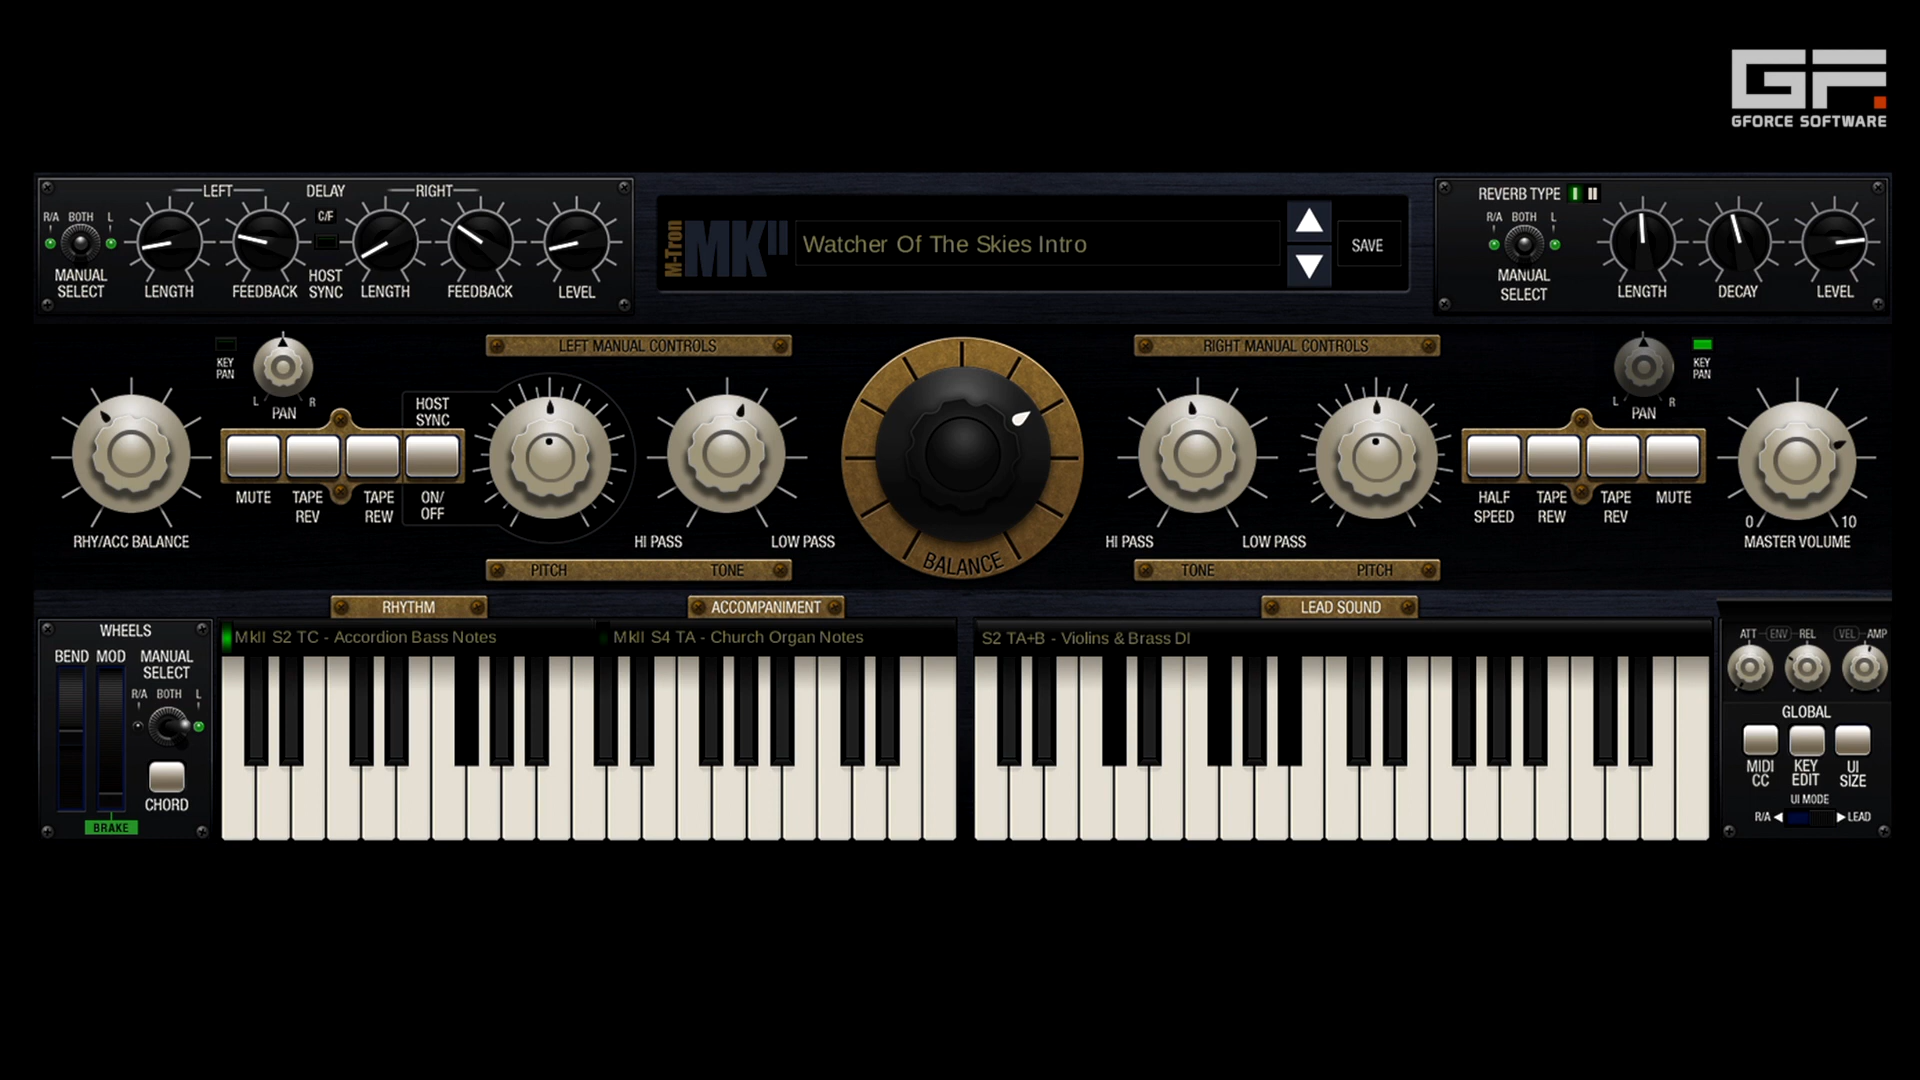 GF.
GFORCE SOFTWARE
LEFT DELAY RIGHT
R/A BOTH L
C/F
MANUAL SELECT
LENGTH
FEEDBACK
HOST SYNC
LENGTH
FEEDBACK
LEVEL
M-Tron MKII
Watcher Of The Skies Intro
SAVE
REVERB TYPE I II
R/A BOTH L
MANUAL SELECT
LENGTH
DECAY
LEVEL
KEY PAN
L R
PAN
LEFT MANUAL CONTROLS
RIGHT MANUAL CONTROLS
KEY PAN
L R
PAN
RHY/ACC BALANCE
MUTE
TAPE REV
TAPE REW
HOST SYNC
ON/OFF
HI PASS
LOW PASS
PITCH
TONE
BALANCE
HI PASS
LOW PASS
TONE
PITCH
HALF SPEED
TAPE REW
TAPE REV
MUTE
0 10
MASTER VOLUME
RHYTHM
ACCOMPANIMENT
LEAD SOUND
MkII S2 TC - Accordion Bass Notes
MkII S4 TA - Church Organ Notes
S2 TA+B - Violins & Brass DI
WHEELS
BEND MOD
MANUAL SELECT
R/A BOTH L
CHORD
BRAKE
ATT ENV REL VEL AMP
GLOBAL
MIDI CC
KEY EDIT
UI SIZE
UI MODE
R/A LEAD